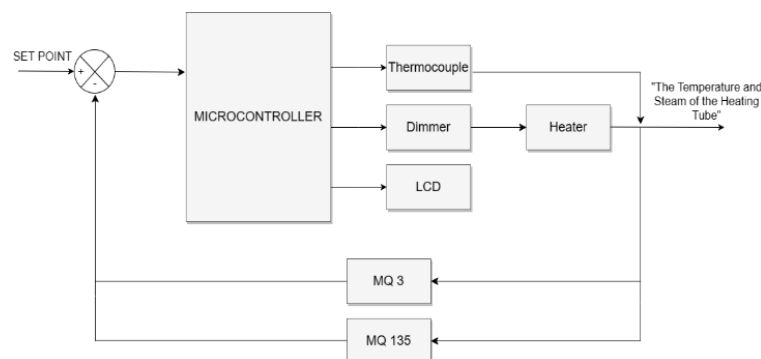 SET POINT
+
-
MICROCONTROLLER
Thermocouple
Dimmer
Heater
LCD
"The Temperature and
Steam of the Heating
Tube"
MQ 3
MQ 135